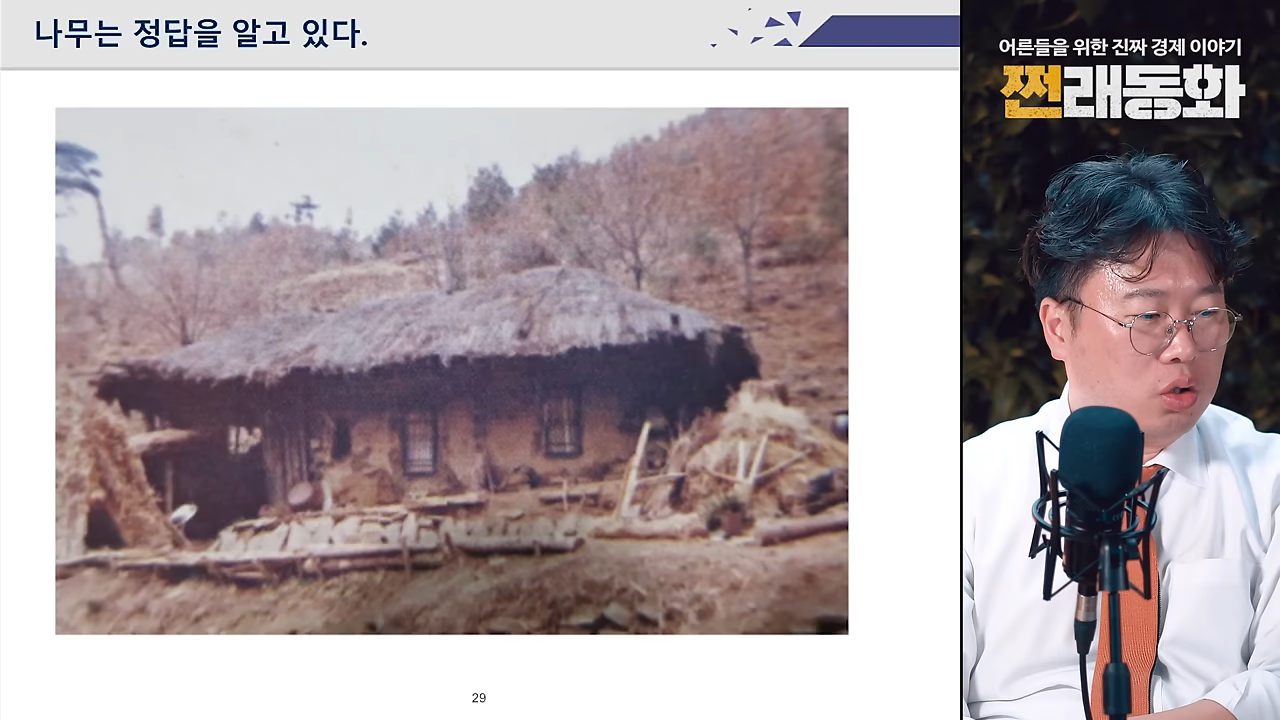 나무는 정답을 알고 있다.
어른들을 위한 진짜 경제 이야기
쩐래동화
29